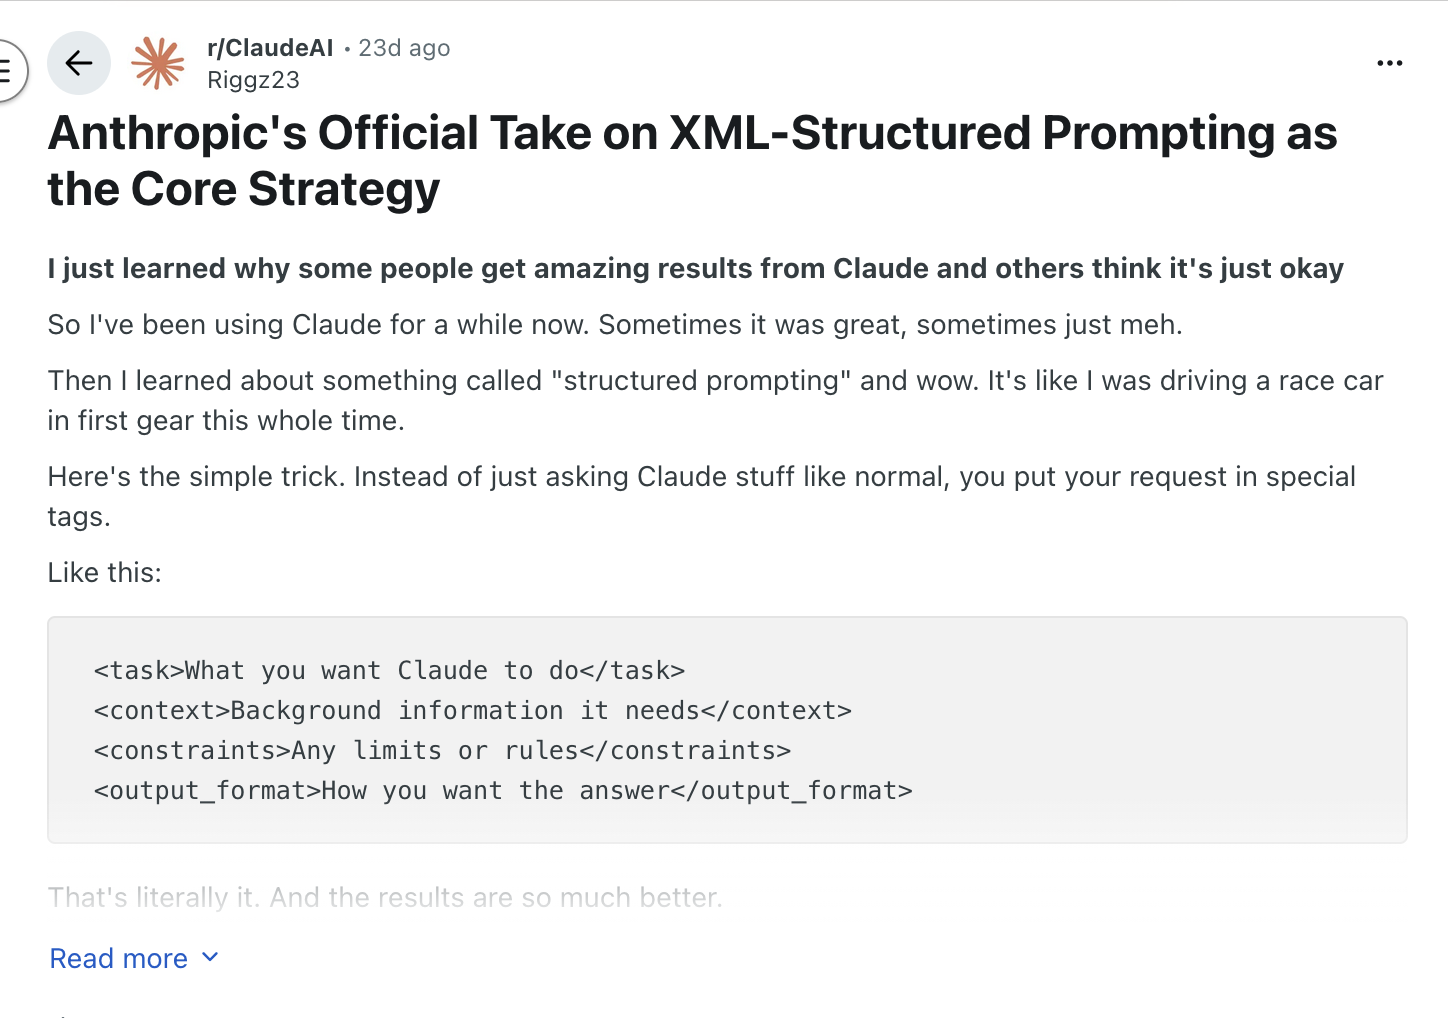 r/ClaudeAI • 23d ago
Riggz23
Anthropic's Official Take on XML-Structured Prompting as
the Core Strategy
I just learned why some people get amazing results from Claude and others think it's just okay
So I've been using Claude for a while now. Sometimes it was great, sometimes just meh.
Then I learned about something called "structured prompting" and wow. It's like I was driving a race car
in first gear this whole time.
Here's the simple trick. Instead of just asking Claude stuff like normal, you put your request in special
tags.
Like this:
<task>What you want Claude to do</task>
<context>Background information it needs</context>
<constraints>Any limits or rules</constraints>
<output_format>How you want the answer</output_format>
That's literally it. And the results are so much better.
Read more